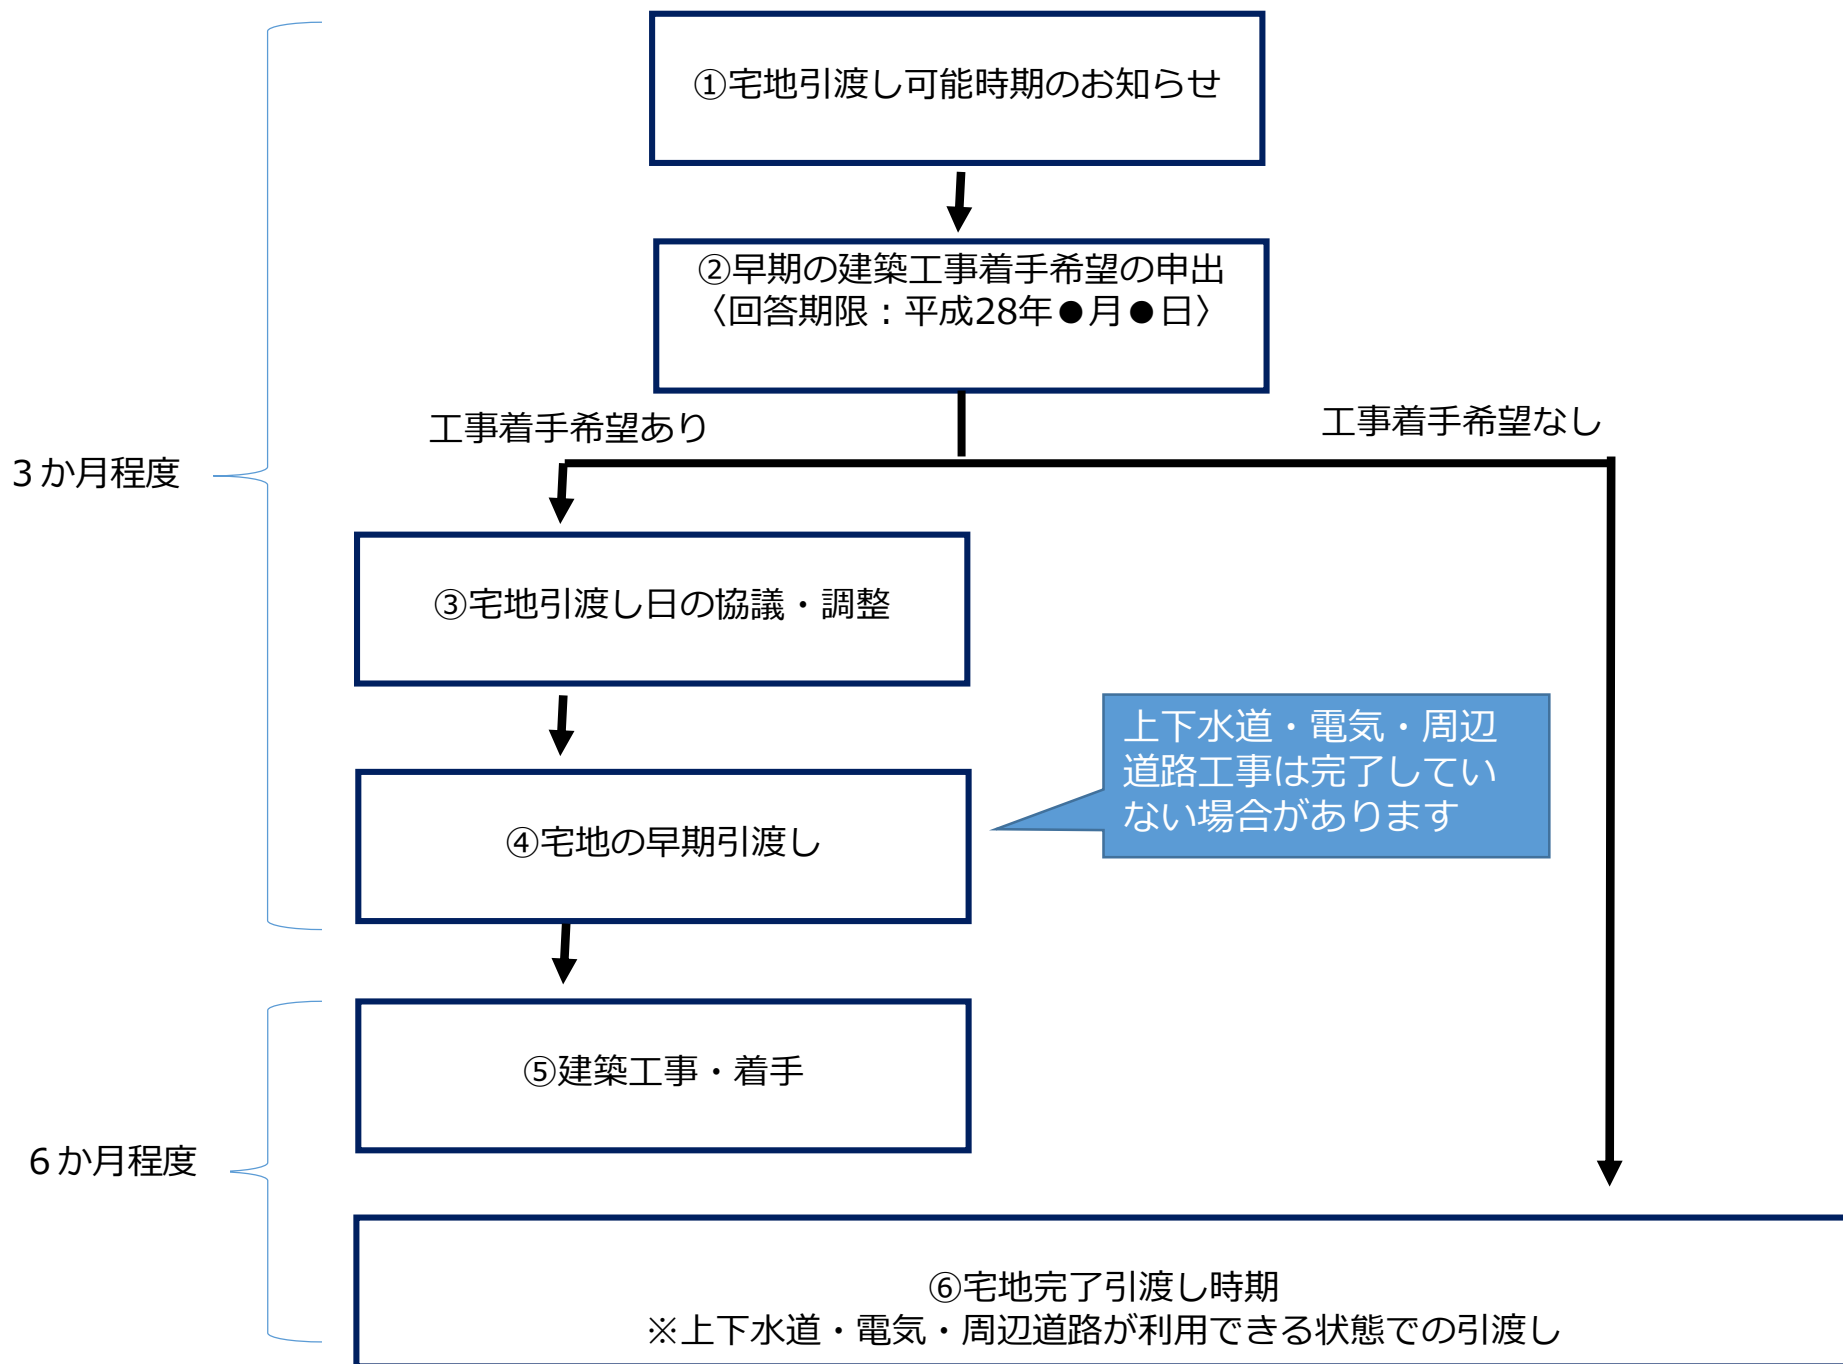 ①宅地引渡し可能時期のお知らせ
②早期の建築工事着手希望の申出
〈回答期限：平成28年●月●日〉
工事着手希望あり
工事着手希望なし
３か月程度
③宅地引渡し日の協議・調整
上下水道・電気・周辺
道路工事は完了してい
ない場合があります
④宅地の早期引渡し
⑤建築工事・着手
６か月程度
⑥宅地完了引渡し時期
※上下水道・電気・周辺道路が利用できる状態での引渡し